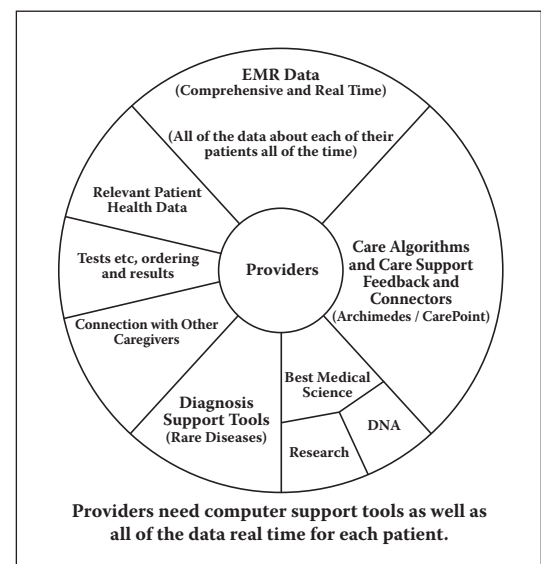 EMR Data
(Comprehensive and Real Time)
(All of the data about each of their
patients all of the time)
Relevant Patient
Health Data
Tests etc, ordering
and results
Connection with Other
Caregivers
Providers
Care Algorithms
and Care Support
Feedback and
Connectors
(Archimedes / CarePoint)
Diagnosis
Support Tools
(Rare Diseases)
Best Medical
Science
Research
DNA
Providers need computer support tools as well as
all of the data real time for each patient.